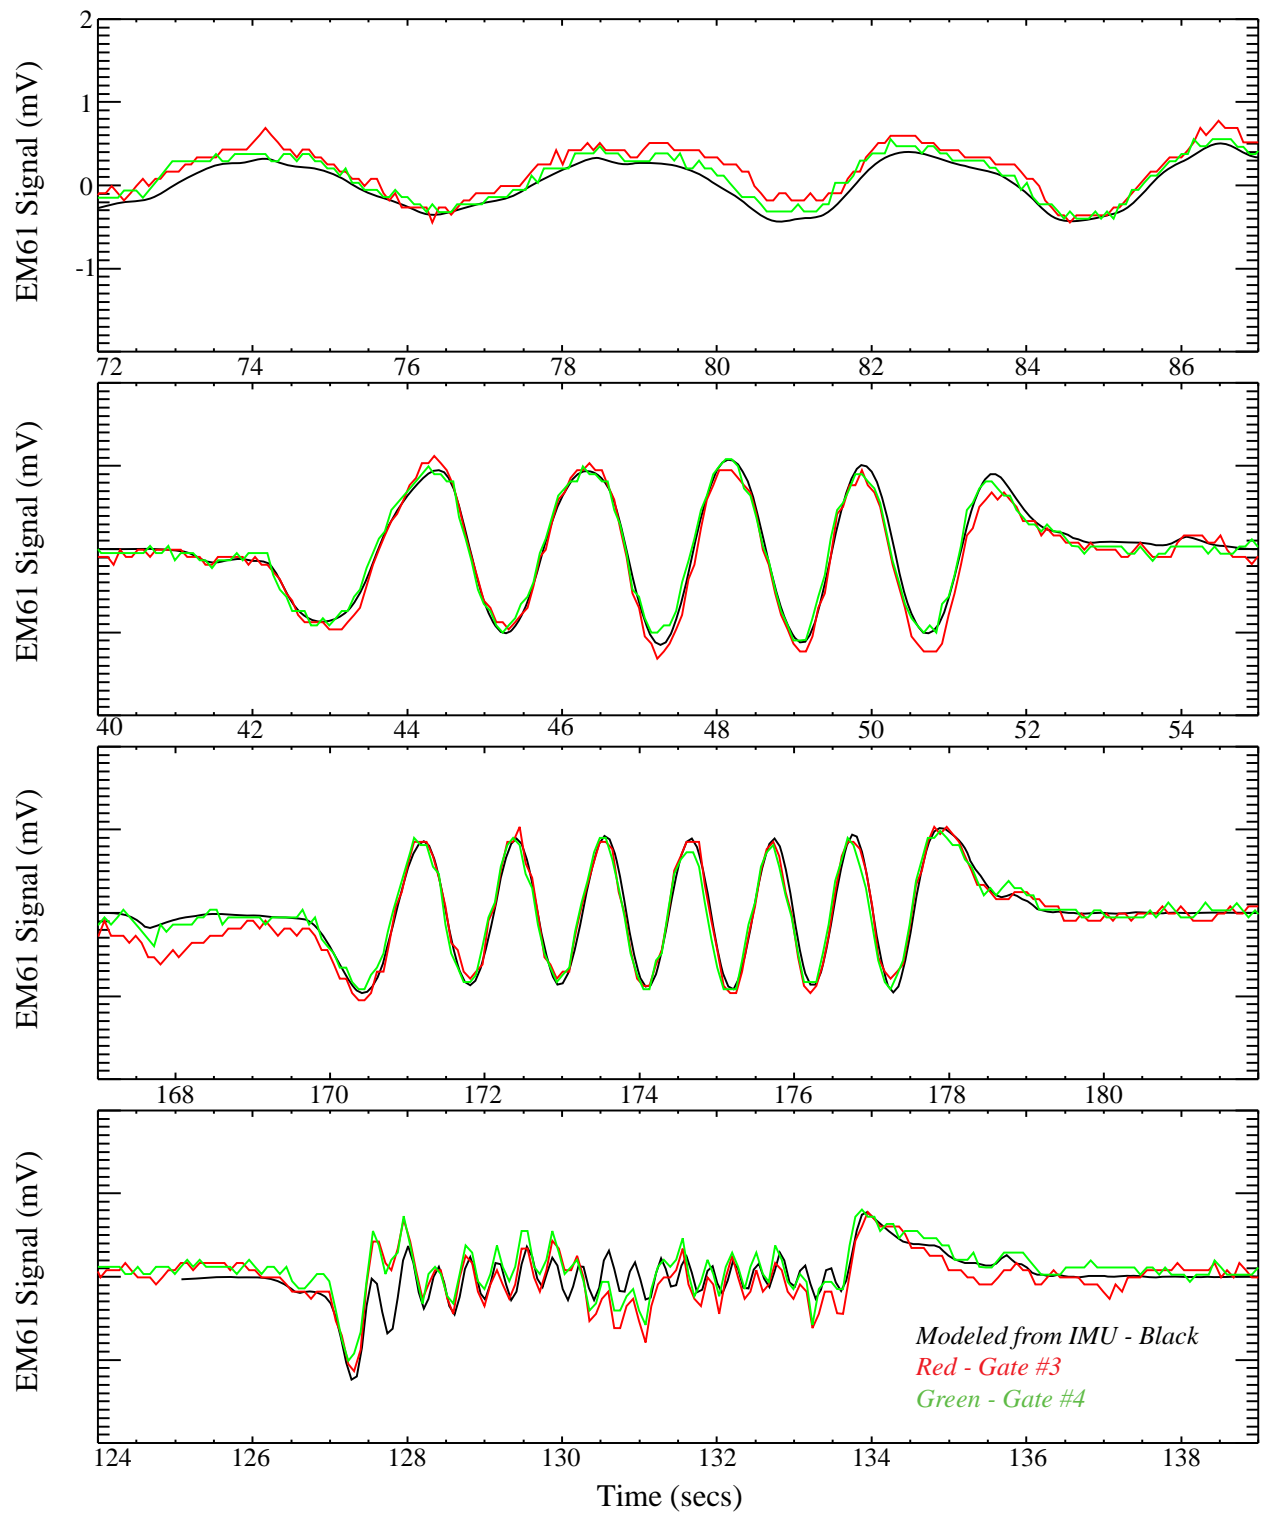 2
1
0
-1
EM61 Signal (mV)
72 74 76 78 80 82 84 86
EM61 Signal (mV)
40 42 44 46 48 50 52 54
EM61 Signal (mV)
168 170 172 174 176 178 180
EM61 Signal (mV)
Modeled from IMU - Black
Red - Gate #3
Green - Gate #4
124 126 128 130 132 134 136 138
Time (secs)